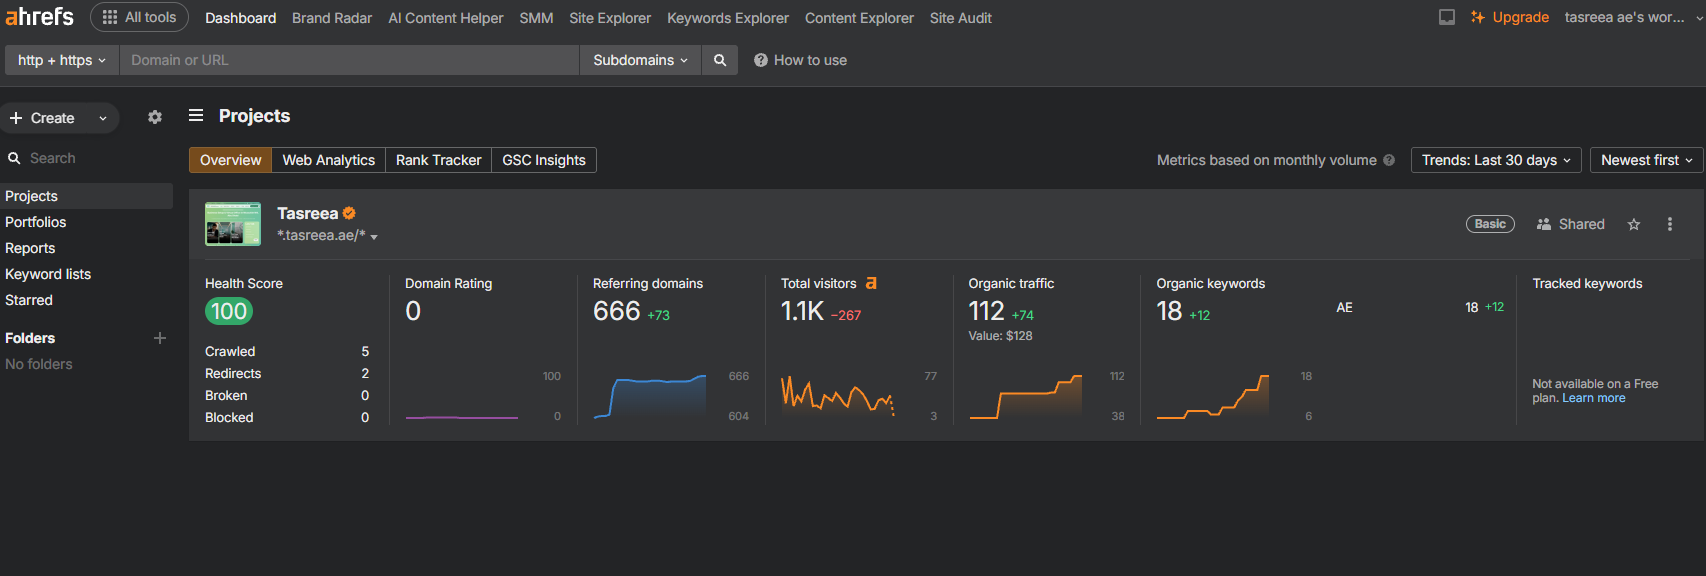 ahrefs All tools Dashboard Brand Radar AI Content Helper SMM Site Explorer Keywords Explorer Content Explorer Site Audit Upgrade tasreea ae's wor...
http + https Domain or URL Subdomains How to use
Create
Search
Projects
Portfolios
Reports
Keyword lists
Starred
Folders
No folders
Projects
Overview Web Analytics Rank Tracker GSC Insights Metrics based on monthly volume Trends: Last 30 days Newest first
Tasreea
*.tasreea.ae/*
Basic Shared
Health Score
100
Crawled 5
Redirects 2
Broken 0
Blocked 0
Domain Rating
0
100
0
Referring domains
666 +73
666
604
Total visitors a
1.1K −267
77
3
Organic traffic
112 +74
Value: $128
112
38
Organic keywords
18 +12
18
6
AE 18 +12
Tracked keywords
Not available on a Free
plan. Learn more